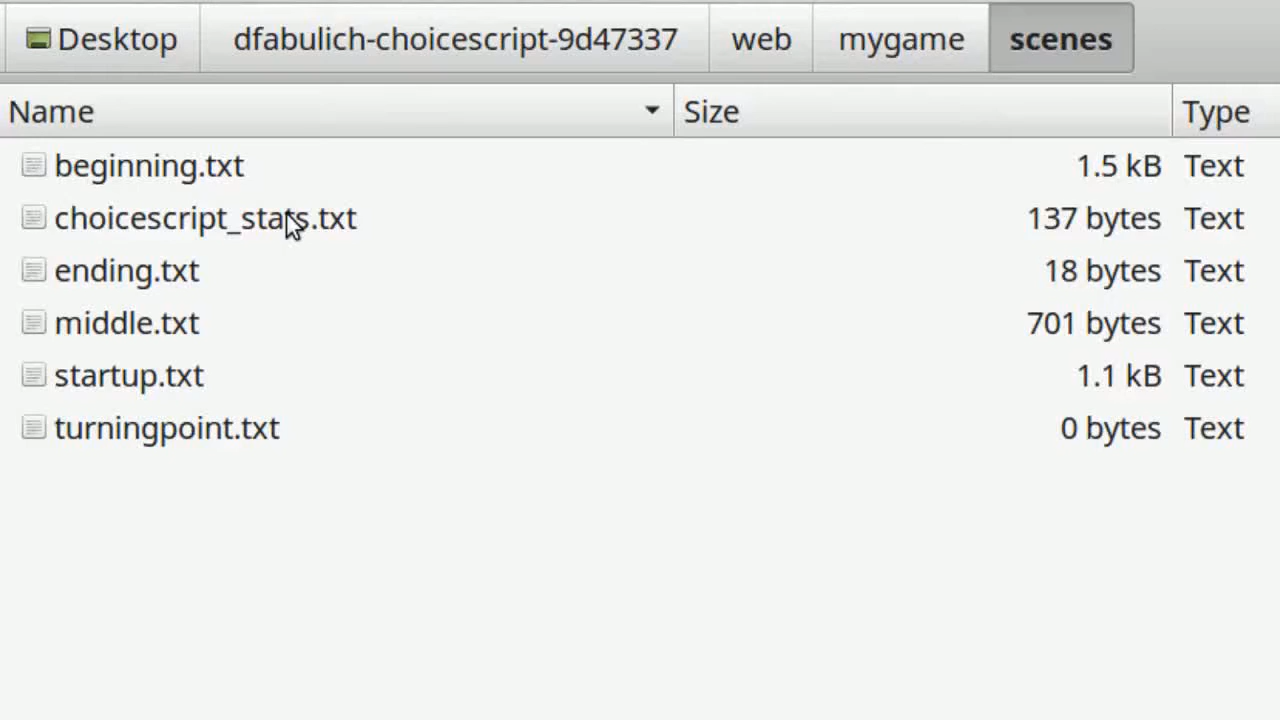 Desktop dfabulich-choicescript-9d47337 web mygame scenes
Name Size Type
beginning.txt 1.5 kB Text
choicescript_stats.txt 137 bytes Text
ending.txt 18 bytes Text
middle.txt 701 bytes Text
startup.txt 1.1 kB Text
turningpoint.txt 0 bytes Text